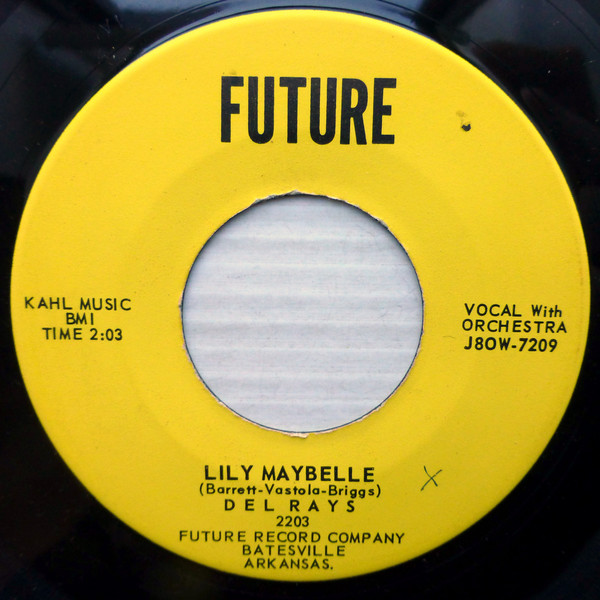 FUTURE
KAHL MUSIC
BMI
TIME 2:03
VOCAL With
ORCHESTRA
J8OW-7209
LILY MAYBELLE
(Barrett-Vastola-Briggs)
DEL RAYS
2203
FUTURE RECORD COMPANY
BATESVILLE
ARKANSAS.
X